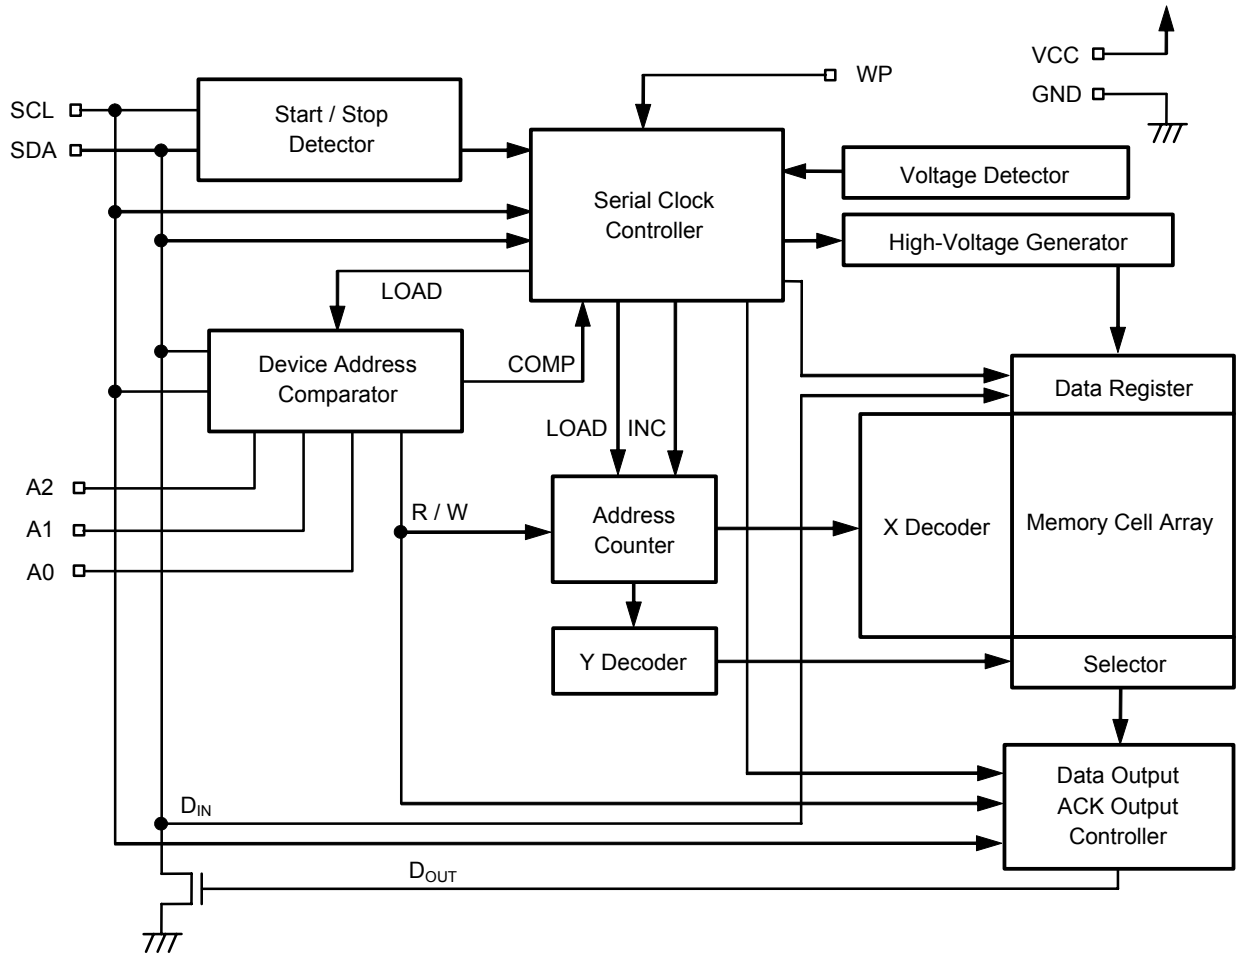 WP
VCC
GND
SCL
SDA
Start / Stop
Detector
Serial Clock
Controller
Voltage Detector
High-Voltage Generator
LOAD
Device Address
Comparator
COMP
Data Register
LOAD
INC
A2
A1
A0
R / W
Address
Counter
X Decoder
Memory Cell Array
Y Decoder
Selector
Data Output
ACK Output
Controller
DIN
DOUT